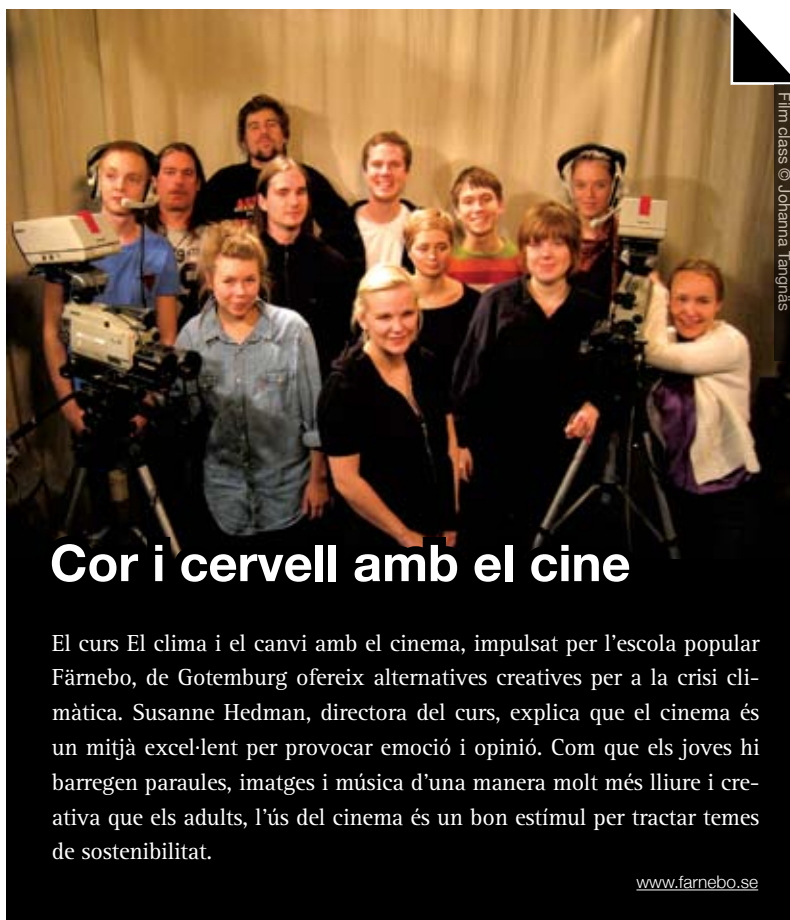 Film class © Johanna Tangnäs
Cor i cervell amb el cine
El curs El clima i el canvi amb el cinema, impulsat per l'escola popular
Färnebo, de Gotemburg ofereix alternatives creatives per a la crisi cli-
màtica. Susanne Hedman, directora del curs, explica que el cinema és
un mitjà excel·lent per provocar emoció i opinió. Com que els joves hi
barregen paraules, imatges i música d'una manera molt més lliure i cre-
ativa que els adults, l'ús del cinema és un bon estímul per tractar temes
de sostenibilitat.
www.farnebo.se